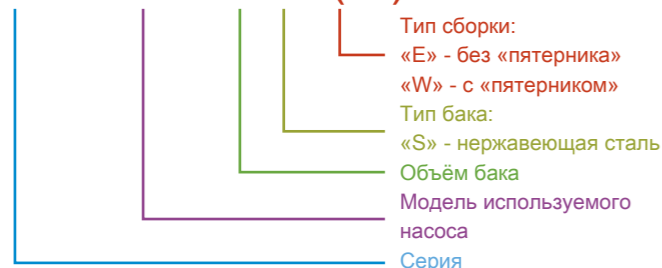 Тип сборки:
«E» - без «пятерника»
«W» - с «пятерником»
Тип бака:
«S» - нержавеющая сталь
Объём бака
Модель используемого
насоса
Серия